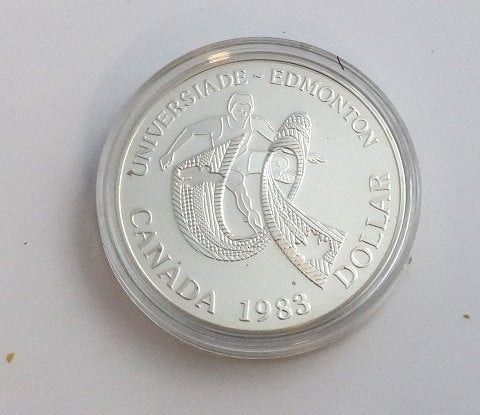 UNIVERSIADE ~ EDMONTON
CANADA 1983 DOLLAR